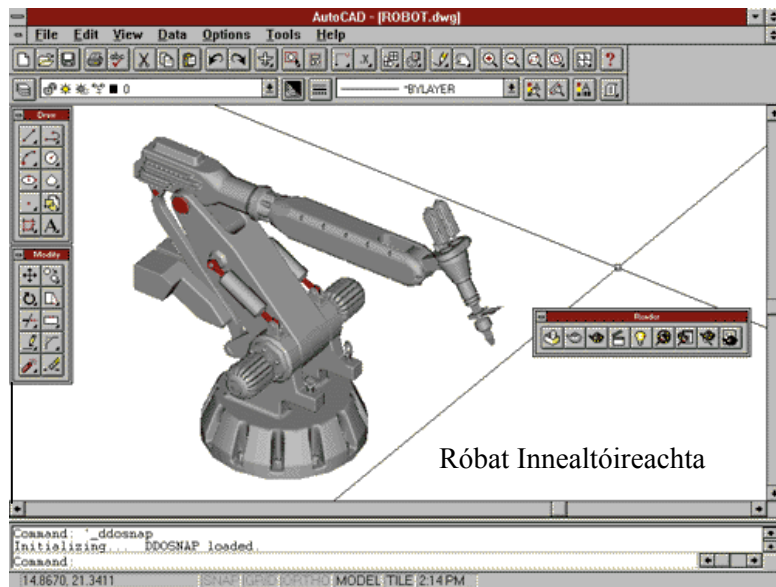 AutoCAD - [ROBOT.dwg]
File Edit View Data Options Tools Help
0 BYLAYER
Draw
A
Modify
Render
Róbat Innealtóireachta
Command: '_ddosnap
Initializing... DDOSNAP loaded.
Command:
14.8670, 21.3411 SNAP GRID ORTHO MODEL TILE 2:14 PM